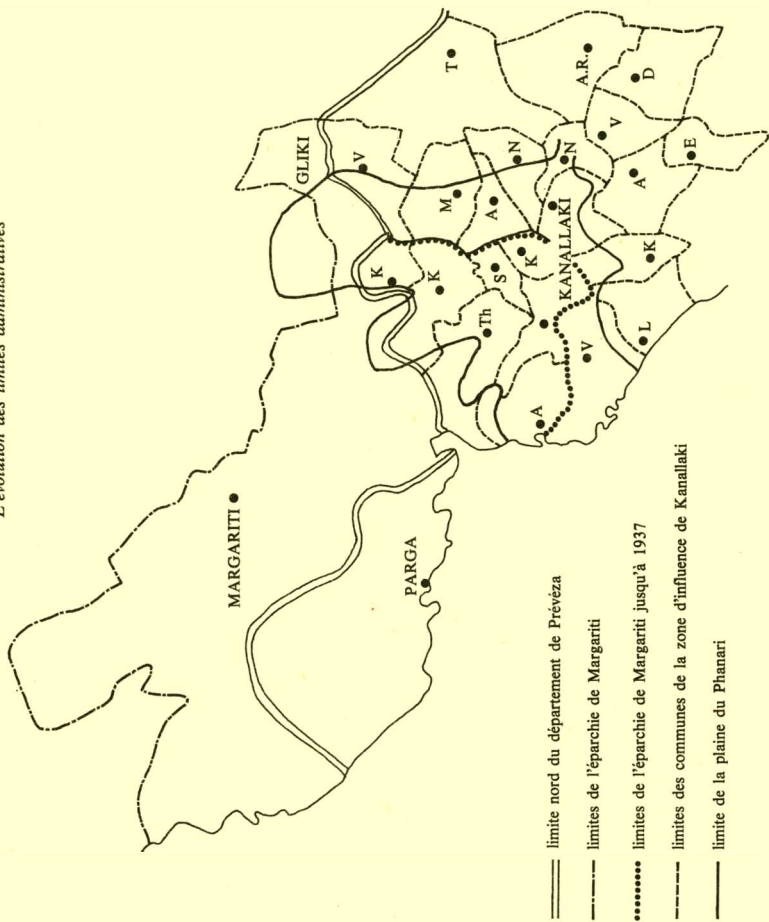 L'évolution des limites administratives
GLIKI
T
V
A.R.
M
N
D
K
A
N
V
K
S
K
A
E
Th
KANALLAKI
K
A
V
L
MARGARITI
PARGA
limite nord du département de Prévéza
limites de l'éparchie de Margariti
limites de l'éparchie de Margariti jusqu'à 1937
limites des communes de la zone d'influence de Kanallaki
limite de la plaine du Phanari